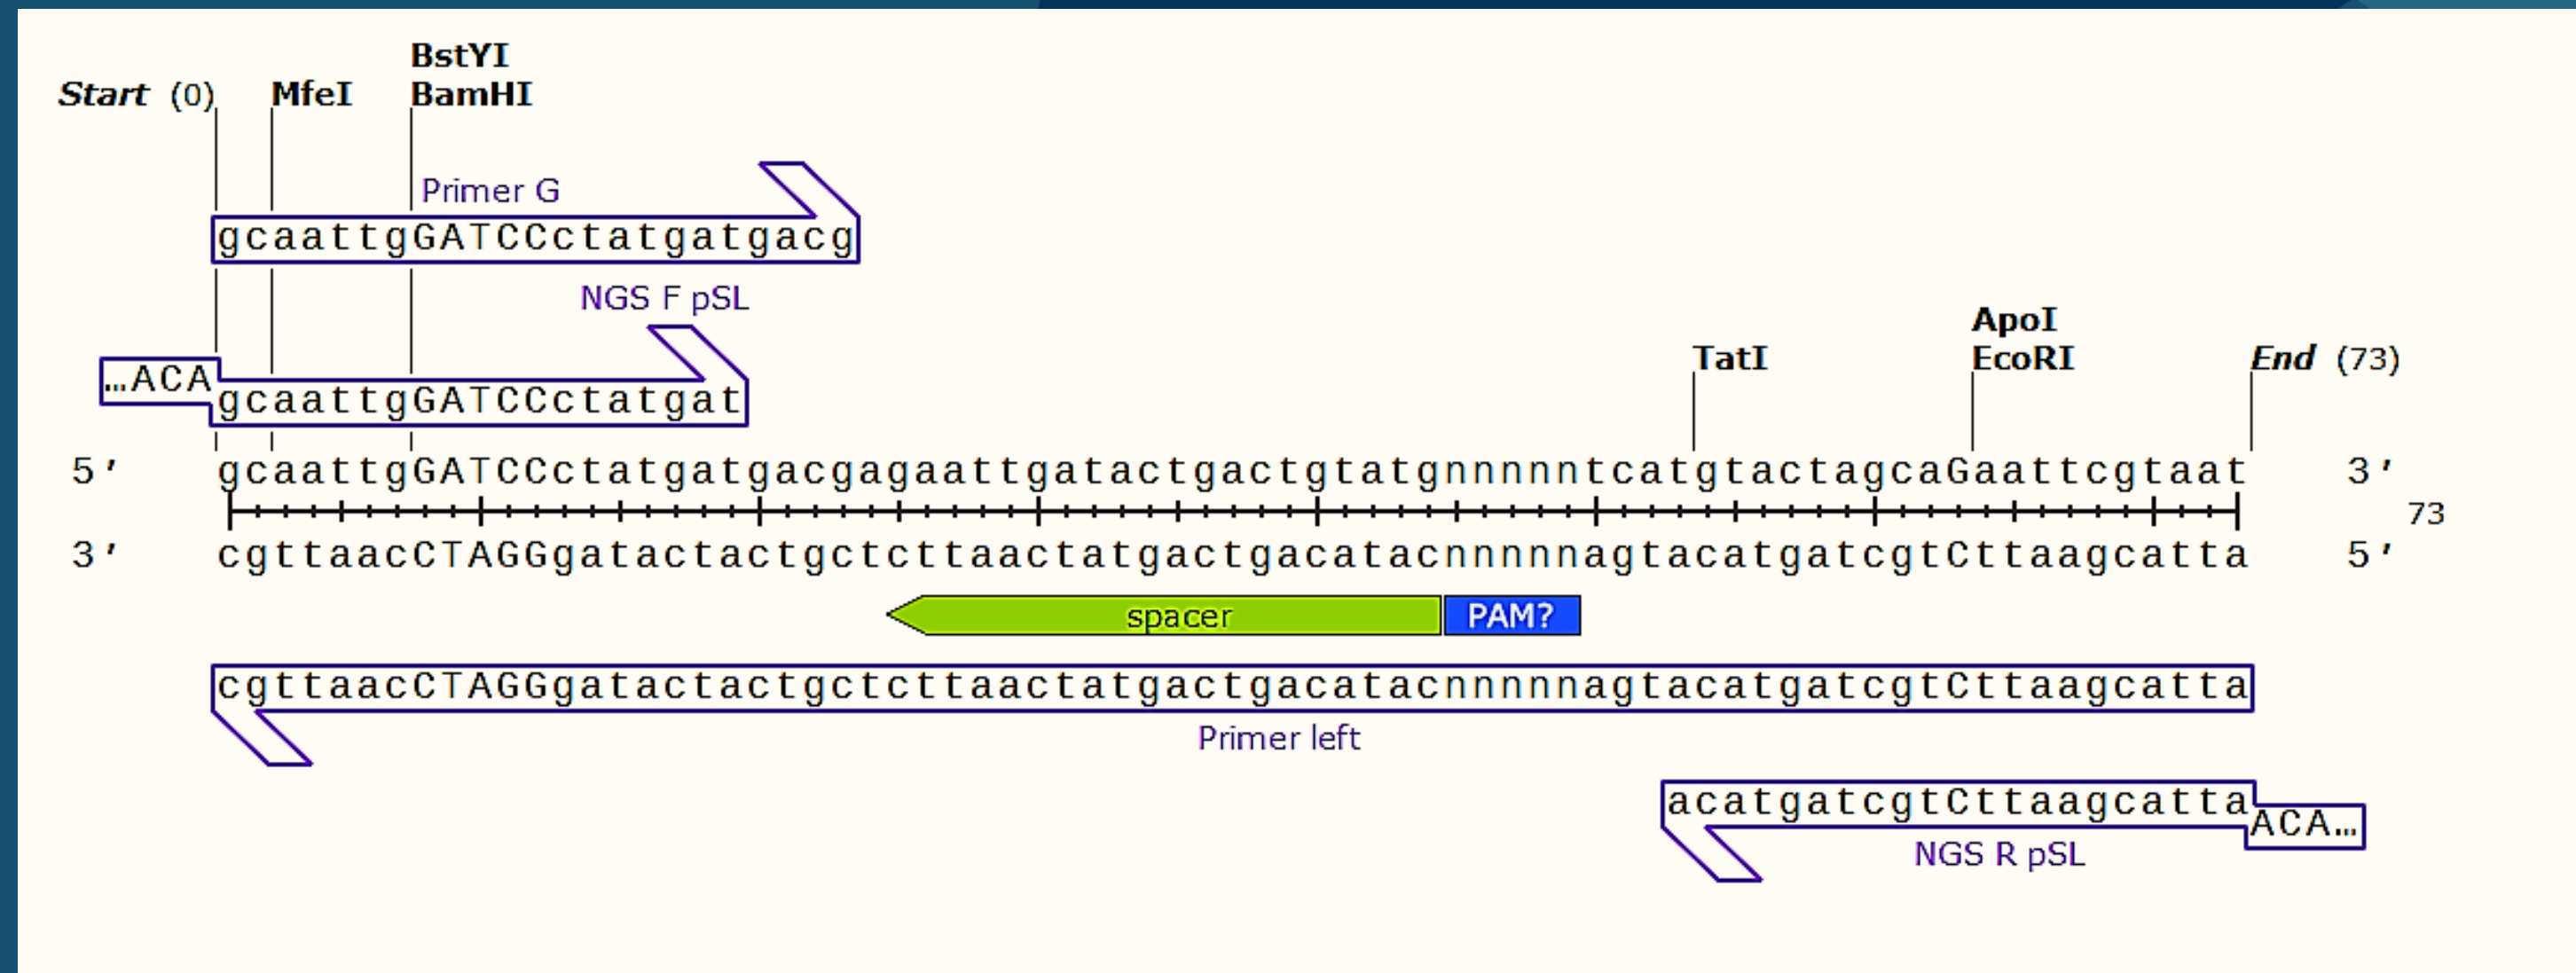 BstYI
Start (0) MfeI BamHI
Primer G
gcaattgGATCCctatgatgacg
NGS F pSL
ApoI
TatI EcoRI End (73)
…ACA
gcaattgGATCCctatgat
5' gcaattgGATCCctatgatgacgagaattgatactgactgtatgnnnnntcatgtactagcaGaattcgtaat 3'
73
3' cgttaacCTAGGgatactactgctcttaactatgactgacatacnnnnnagtacatgatcgtCttaagcatta 5'
spacer PAM?
cgttaacCTAGGgatactactgctcttaactatgactgacatacnnnnnagtacatgatcgtCttaagcatta
Primer left
acatgatcgtCttaagcatta
ACA…
NGS R pSL